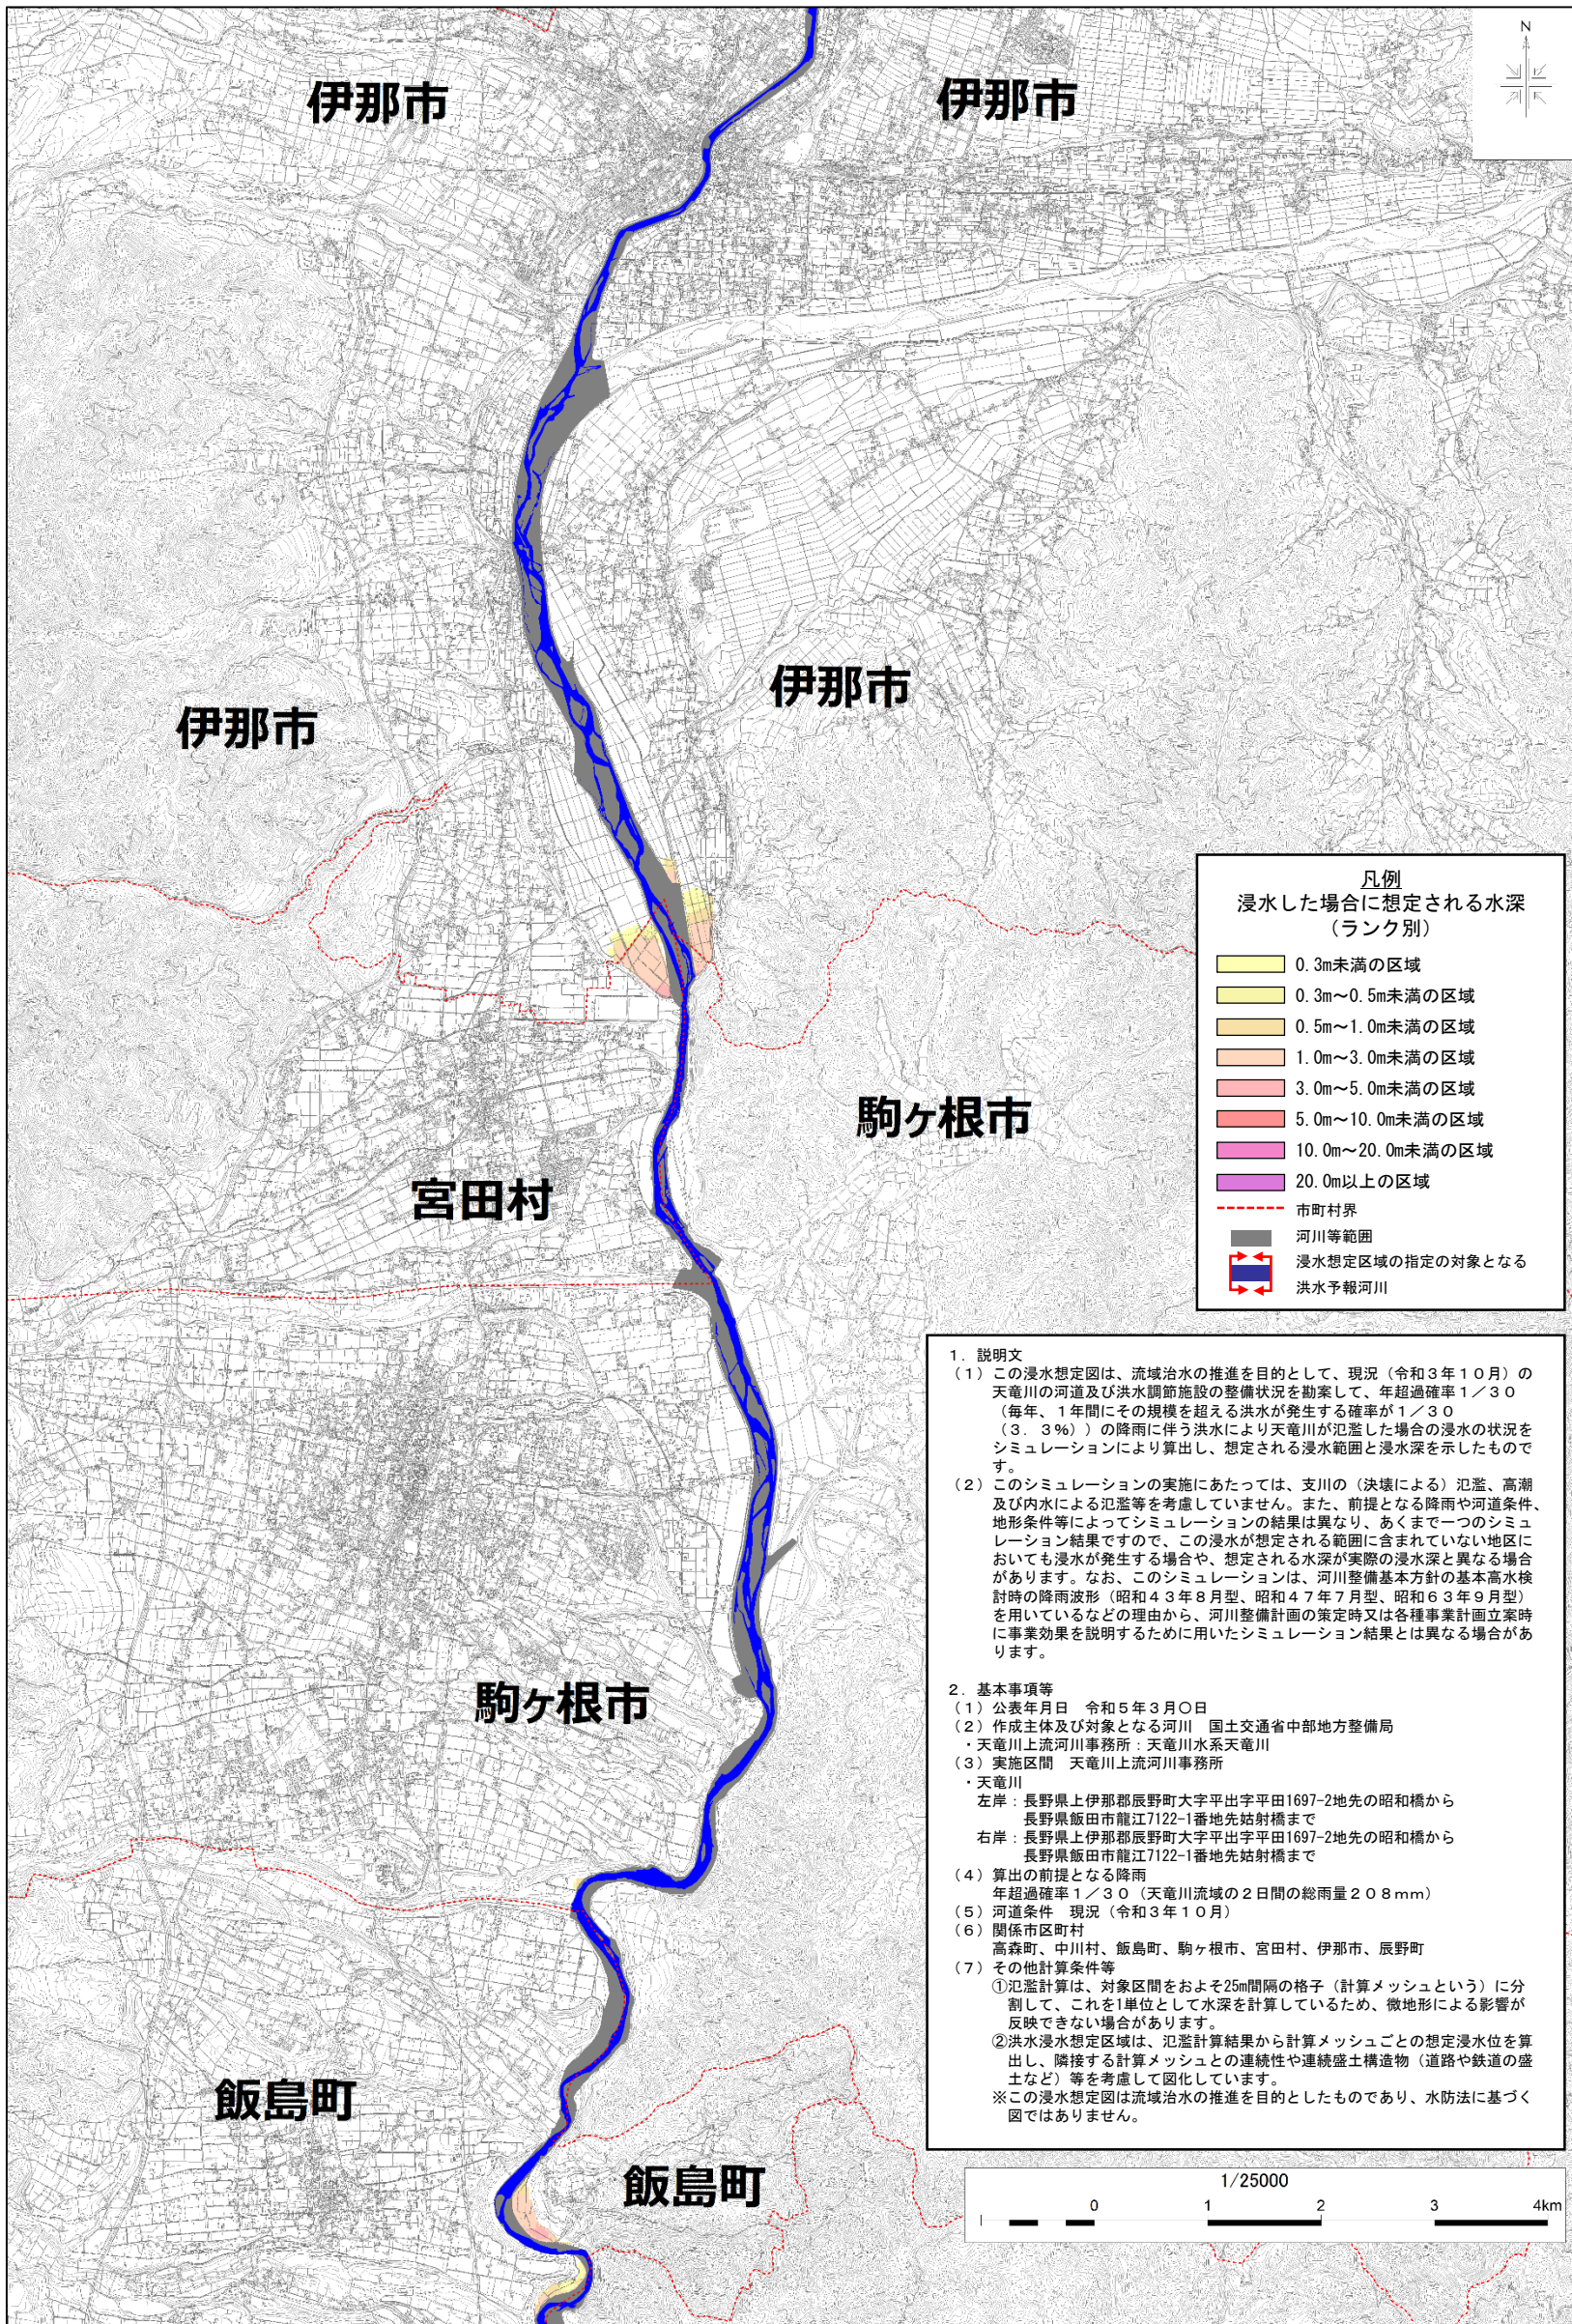 N
伊那市
伊那市
伊那市
伊那市
駒ヶ根市
宮田村
駒ヶ根市
飯島町
飯島町
凡例
浸水した場合に想定される水深
（ランク別）
0.3m未満の区域
0.3m～0.5m未満の区域
0.5m～1.0m未満の区域
1.0m～3.0m未満の区域
3.0m～5.0m未満の区域
5.0m～10.0m未満の区域
10.0m～20.0m未満の区域
20.0m以上の区域
市町村界
河川等範囲
浸水想定区域の指定の対象となる
洪水予報河川
１．説明文
（１）この浸水想定図は、流域治水の推進を目的として、現況（令和３年１０月）の
天竜川の河道及び洪水調節施設の整備状況を勘案して、年超過確率１／３０
（毎年、１年間にその規模を超える洪水が発生する確率が１／３０
（３．３%））の降雨に伴う洪水により天竜川が氾濫した場合の浸水の状況を
シミュレーションにより算出し、想定される浸水範囲と浸水深を示したもので
す。
（２）このシミュレーションの実施にあたっては、支川の（決壊による）氾濫、高潮
及び内水による氾濫等を考慮していません。また、前提となる降雨や河道条件、
地形条件等によってシミュレーションの結果は異なり、あくまで一つのシミュ
レーション結果ですので、この浸水が想定される範囲に含まれていない地区に
おいても浸水が発生する場合や、想定される水深が実際の浸水深と異なる場合
があります。なお、このシミュレーションは、河川整備基本方針の基本高水検
討時の降雨波形（昭和４３年８月型、昭和４７年７月型、昭和６３年９月型）
を用いているなどの理由から、河川整備計画の策定時又は各種事業計画立案時
に事業効果を説明するために用いたシミュレーション結果とは異なる場合があ
ります。
２．基本事項等
（１）公表年月日　令和５年３月〇日
（２）作成主体及び対象となる河川　国土交通省中部地方整備局
・天竜川上流河川事務所：天竜川水系天竜川
（３）実施区間　天竜川上流河川事務所
・天竜川
左岸：長野県上伊那郡辰野町大字平出字平田1697-2地先の昭和橋から
長野県飯田市龍江7122-1番地先姑射橋まで
右岸：長野県上伊那郡辰野町大字平出字平田1697-2地先の昭和橋から
長野県飯田市龍江7122-1番地先姑射橋まで
（４）算出の前提となる降雨
年超過確率１／３０（天竜川流域の２日間の総雨量２０８mm）
（５）河道条件　現況（令和３年１０月）
（６）関係市区町村
高森町、中川村、飯島町、駒ヶ根市、宮田村、伊那市、辰野町
（７）その他計算条件等
①氾濫計算は、対象区間をおよそ25m間隔の格子（計算メッシュという）に分
割して、これを1単位として水深を計算しているため、微地形による影響が
反映できない場合があります。
②洪水浸水想定区域は、氾濫計算結果から計算メッシュごとの想定浸水位を算
出し、隣接する計算メッシュとの連続性や連続盛土構造物（道路や鉄道の盛
土など）等を考慮して図化しています。
※この浸水想定図は流域治水の推進を目的としたものであり、水防法に基づく
図ではありません。
1/25000
0 1 2 3 4km